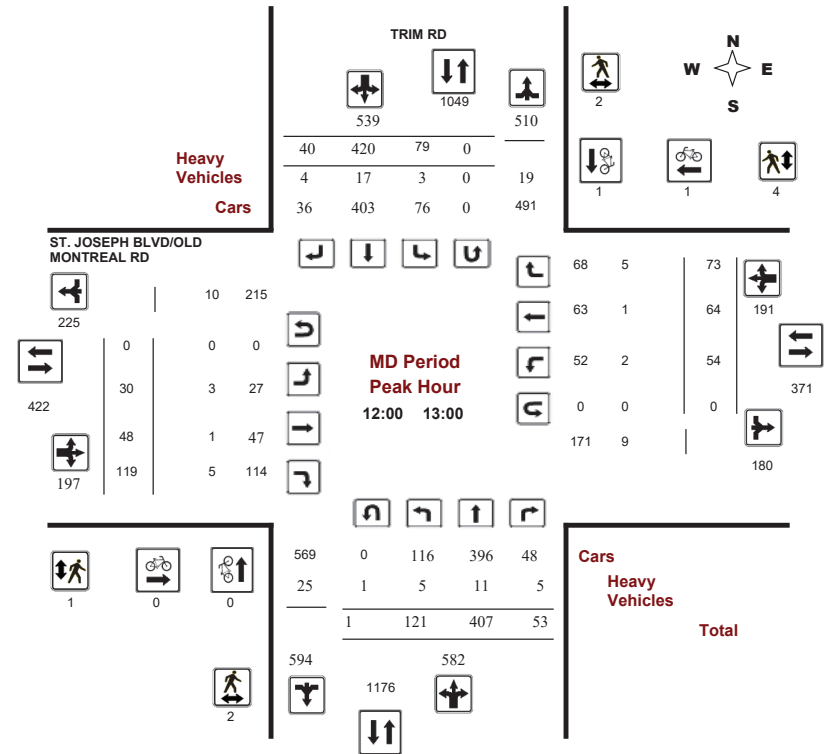 TRIM RD
N
W E
S
1049
2
539 510
40 420 79 0
Heavy
Vehicles
4 17 3 0 19
Cars
36 403 76 0 491
1 1 4
ST. JOSEPH BLVD/OLD
MONTREAL RD
10 215
225
0 0 0
422
30 3 27
48 1 47
197
119 5 114
MD Period
Peak Hour
12:00 13:00
68 5 73
191
63 1 64
52 2 54
371
0 0 0
171 9
180
569 0 116 396 48
Cars
25 1 5 11 5
Heavy
Vehicles
1 121 407 53
Total
1 0 0
594 582
1176
2